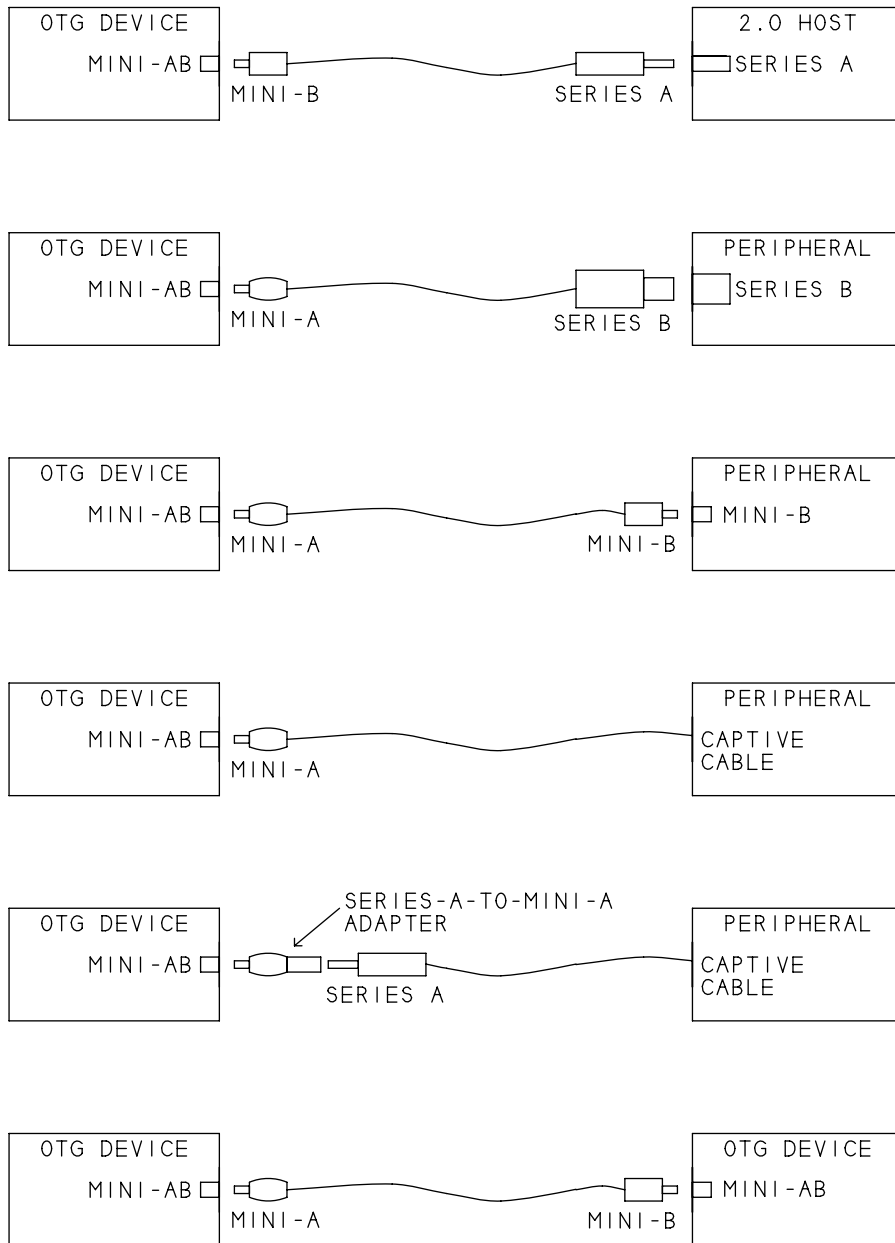 OTG DEVICE
MINI-AB
MINI-B
SERIES A
2.0 HOST
SERIES A
OTG DEVICE
MINI-AB
MINI-A
SERIES B
PERIPHERAL
SERIES B
OTG DEVICE
MINI-AB
MINI-A
MINI-B
PERIPHERAL
MINI-B
OTG DEVICE
MINI-AB
MINI-A
PERIPHERAL
CAPTIVE
CABLE
OTG DEVICE
MINI-AB
SERIES-A-TO-MINI-A
ADAPTER
SERIES A
PERIPHERAL
CAPTIVE
CABLE
OTG DEVICE
MINI-AB
MINI-A
MINI-B
OTG DEVICE
MINI-AB